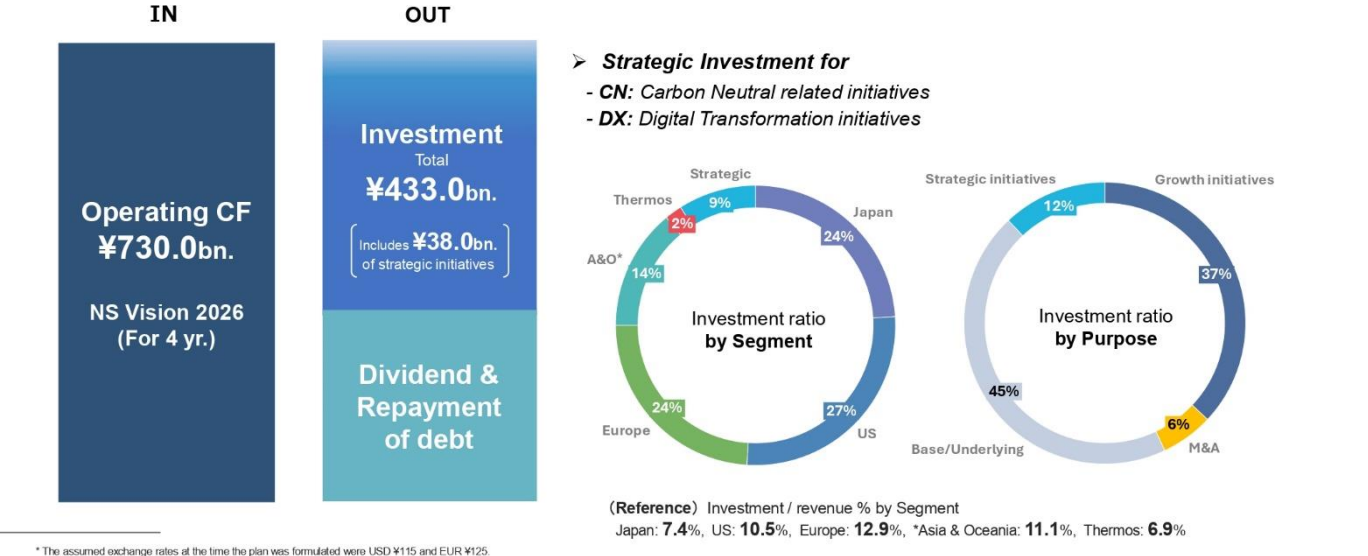 IN
OUT
Operating CF
¥730.0bn.
NS Vision 2026
(For 4 yr.)
Investment
Total
¥433.0bn.
Includes ¥38.0bn.
of strategic initiatives
Dividend &
Repayment
of debt
➢ Strategic Investment for
- CN: Carbon Neutral related initiatives
- DX: Digital Transformation initiatives
Strategic
9%
Thermos
2%
Japan
24%
A&O*
14%
Investment ratio
by Segment
24%
Europe
27%
US
Strategic initiatives
12%
Growth initiatives
37%
Investment ratio
by Purpose
45%
Base/Underlying
6%
M&A
（Reference）Investment / revenue % by Segment
Japan: 7.4%, US: 10.5%, Europe: 12.9%, *Asia & Oceania: 11.1%, Thermos: 6.9%
* The assumed exchange rates at the time the plan was formulated were USD ¥115 and EUR ¥125.